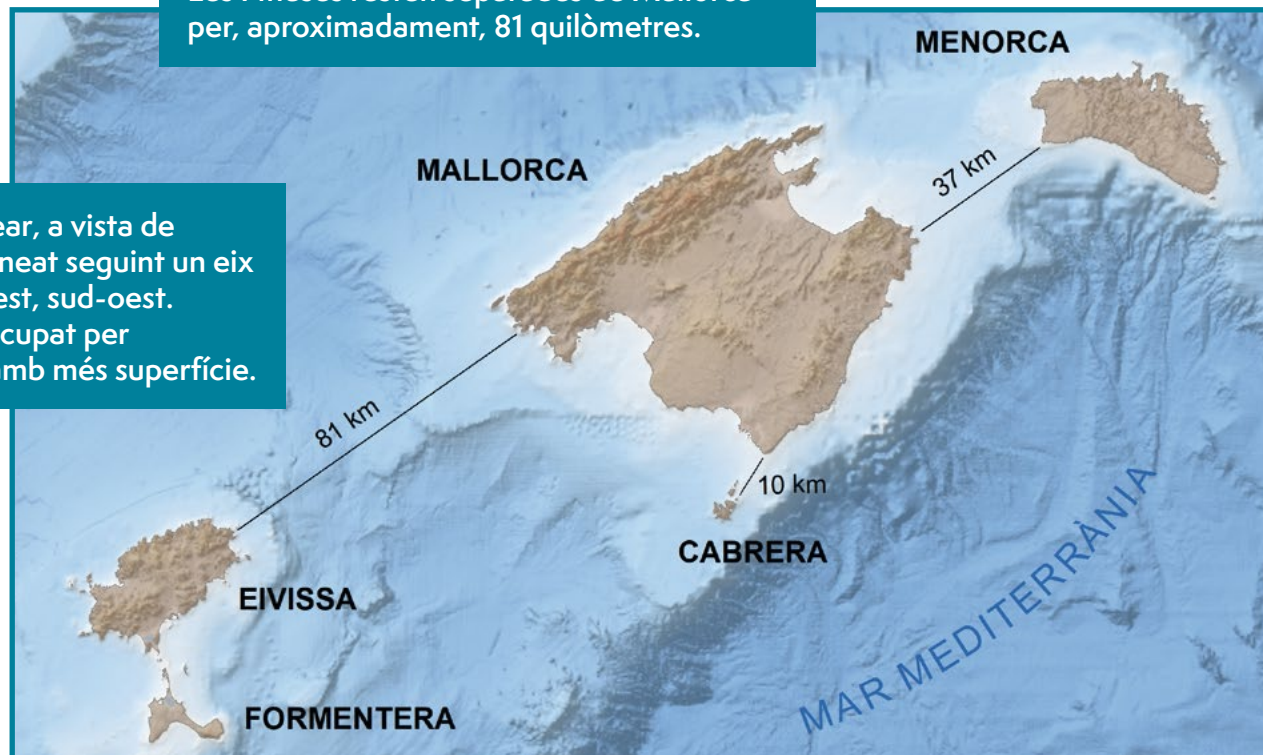 per, aproximadament, 81 quilòmetres.
MENORCA
MALLORCA
37 km
ear, a vista de
neat seguint un eix
est, sud-oest.
cupat per
amb més superfície.
81 km
10 km
CABRERA
EIVISSA
FORMENTERA
MAR MEDITERRÀNIA